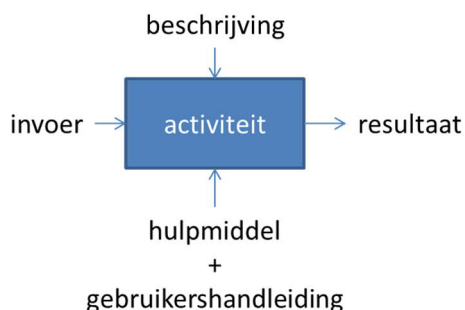 beschrijving
invoer
activiteit
resultaat
hulpmiddel
+
gebruikershandleiding